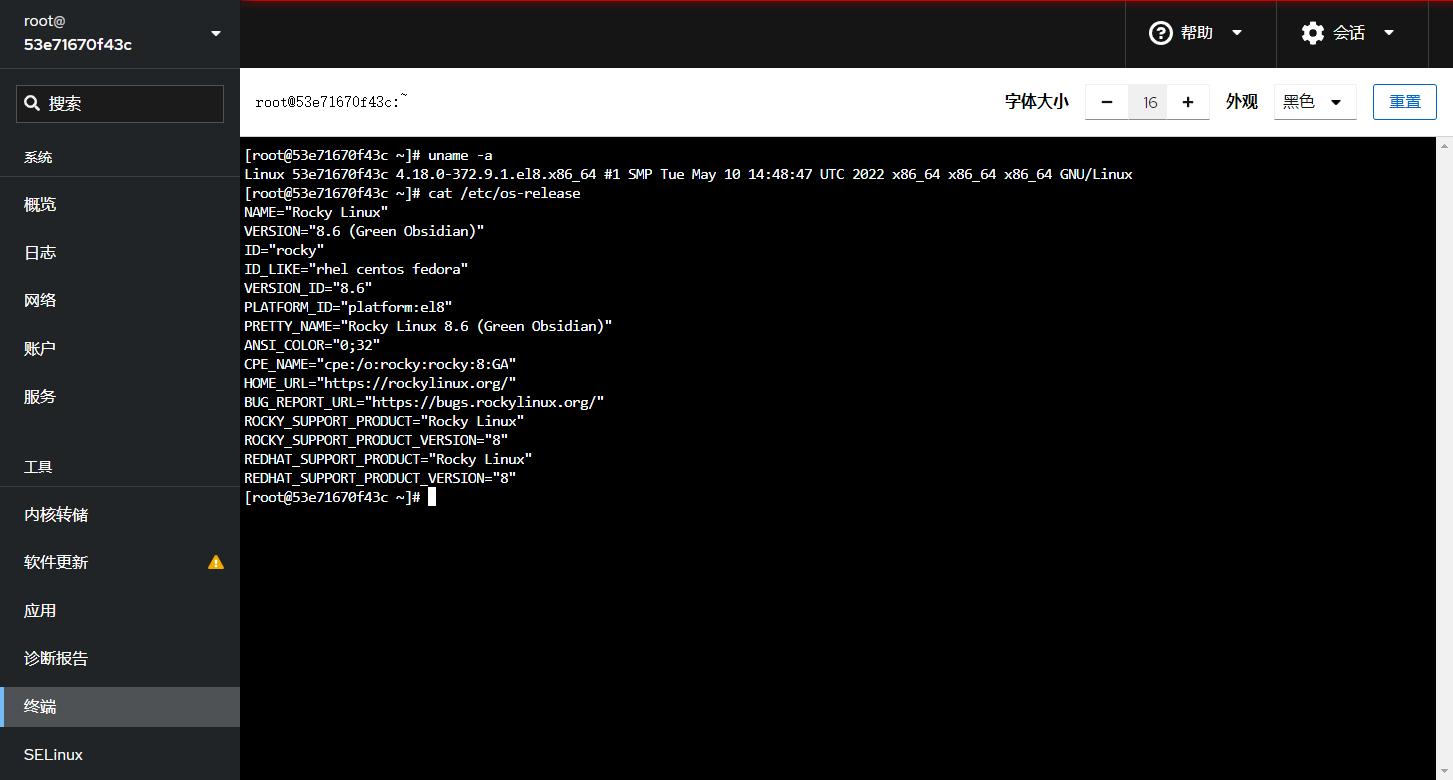 root@
53e71670f43c
帮助
会话
搜索
root@53e71670f43c:~
字体大小
16
外观
黑色
重置
系统
概览
日志
网络
账户
服务
工具
内核转储
软件更新
应用
诊断报告
终端
SELinux
[root@53e71670f43c ~]# uname -a
Linux 53e71670f43c 4.18.0-372.9.1.el8.x86_64 #1 SMP Tue May 10 14:48:47 UTC 2022 x86_64 x86_64 x86_64 GNU/Linux
[root@53e71670f43c ~]# cat /etc/os-release
NAME="Rocky Linux"
VERSION="8.6 (Green Obsidian)"
ID="rocky"
ID_LIKE="rhel centos fedora"
VERSION_ID="8.6"
PLATFORM_ID="platform:el8"
PRETTY_NAME="Rocky Linux 8.6 (Green Obsidian)"
ANSI_COLOR="0;32"
CPE_NAME="cpe:/o:rocky:rocky:8:GA"
HOME_URL="https://rockylinux.org/"
BUG_REPORT_URL="https://bugs.rockylinux.org/"
ROCKY_SUPPORT_PRODUCT="Rocky Linux"
ROCKY_SUPPORT_PRODUCT_VERSION="8"
REDHAT_SUPPORT_PRODUCT="Rocky Linux"
REDHAT_SUPPORT_PRODUCT_VERSION="8"
[root@53e71670f43c ~]#